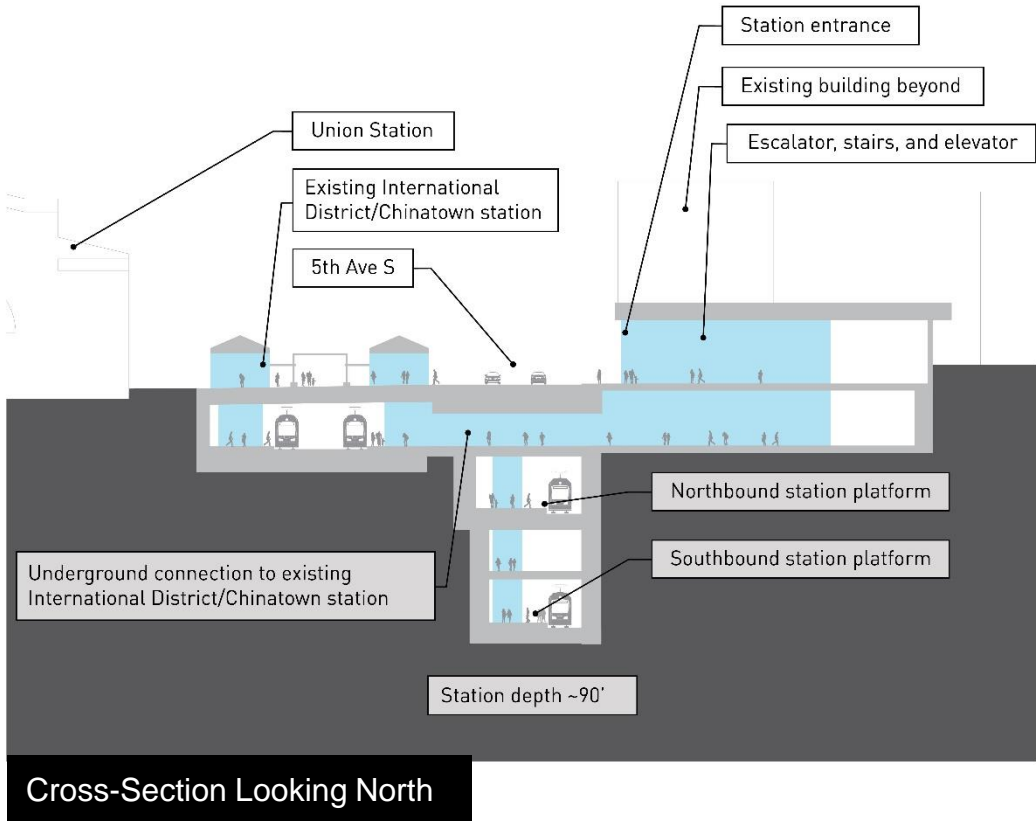 Station entrance
Existing building beyond
Union Station
Escalator, stairs, and elevator
Existing International
District/Chinatown station
5th Ave S
Northbound station platform
Underground connection to existing
International District/Chinatown station
Southbound station platform
Station depth ~90’
Cross-Section Looking North